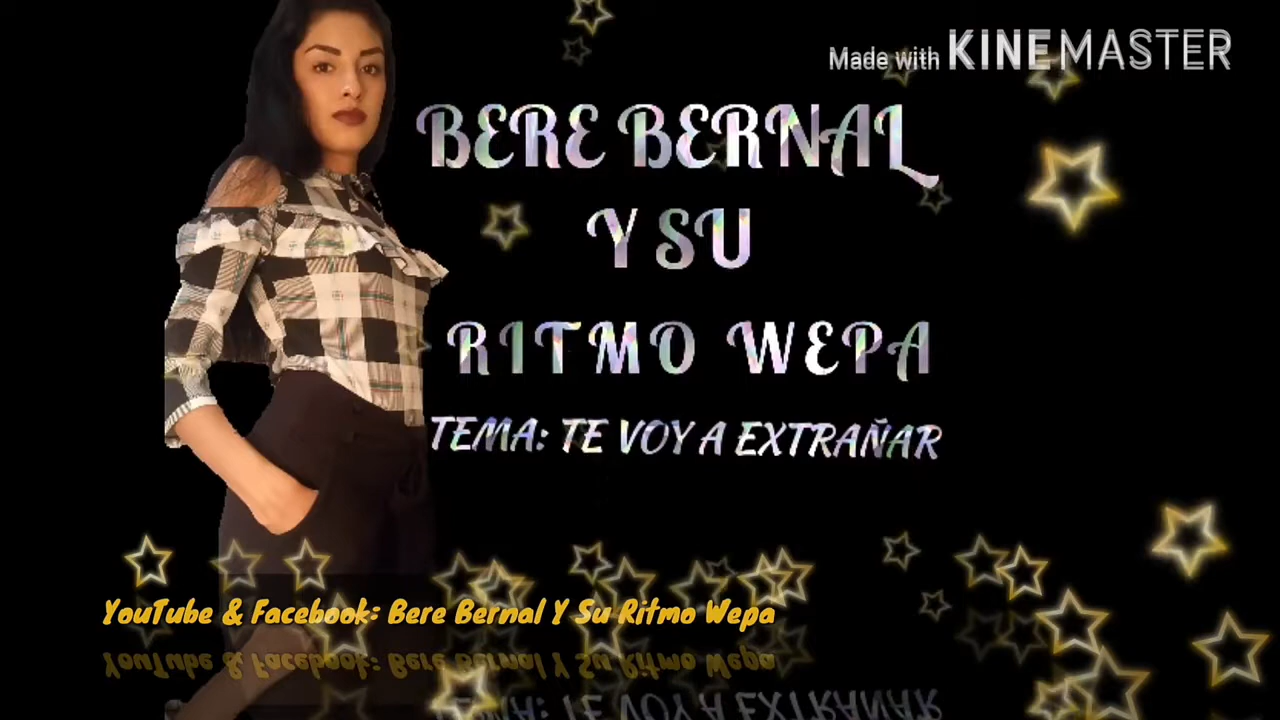 Made with KINEMASTER
BERE BERNAL
Y SU
RITMO WEPA
TEMA: TE VOY A EXTRAÑAR
YouTube & Facebook: Bere Bernal Y Su Ritmo Wepa